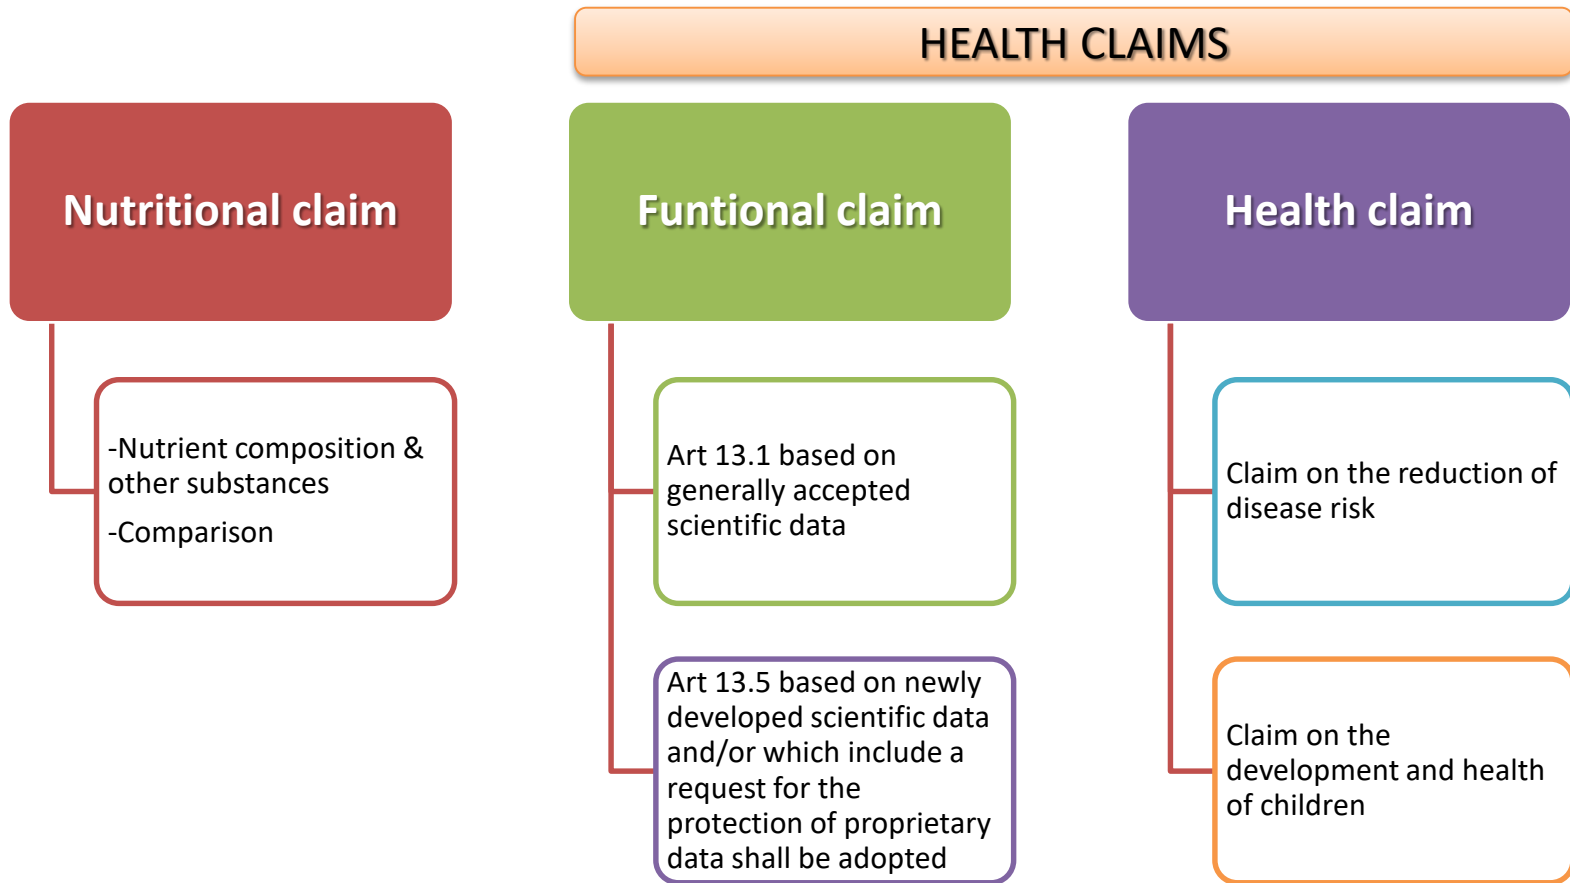 HEALTH CLAIMS
Nutritional claim
-Nutrient composition &
other substances
-Comparison
Funtional claim
Art 13.1 based on
generally accepted
scientific data
Art 13.5 based on newly
developed scientific data
and/or which include a
request for the
protection of proprietary
data shall be adopted
Health claim
Claim on the reduction of
disease risk
Claim on the
development and health
of children